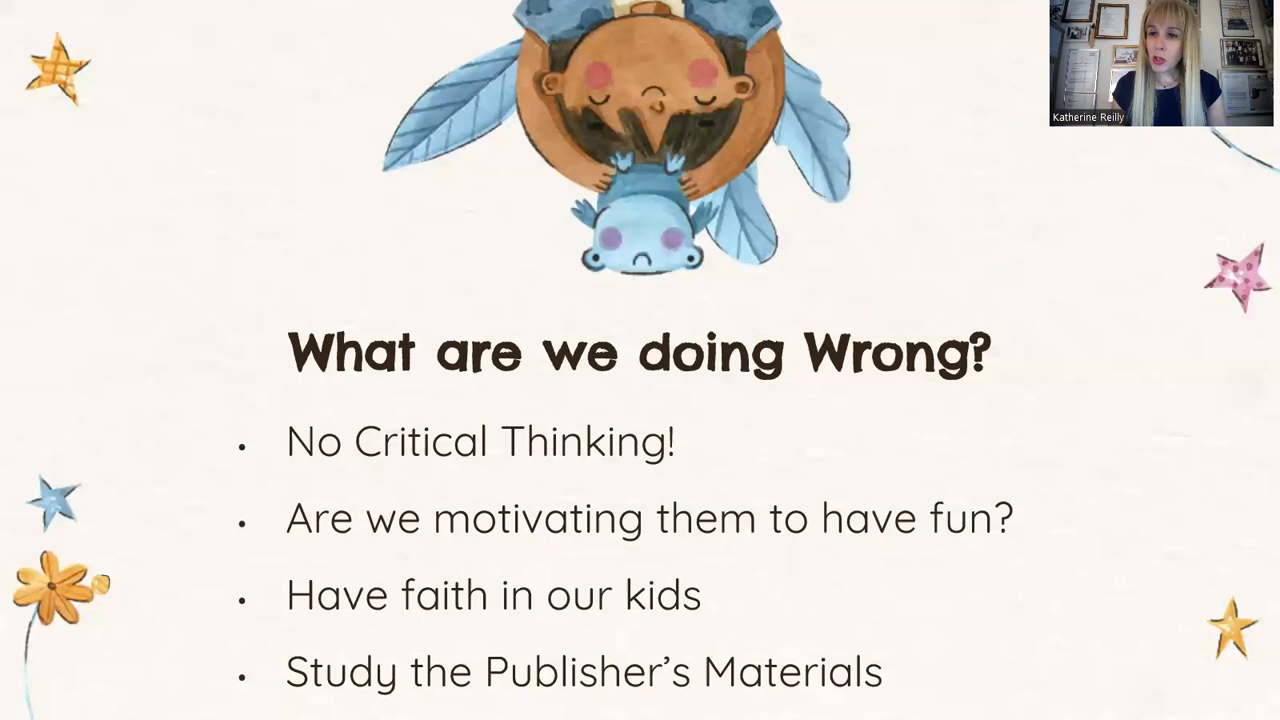 Katherine Reilly
What are we doing Wrong?
• No Critical Thinking!
• Are we motivating them to have fun?
• Have faith in our kids
• Study the Publisher's Materials